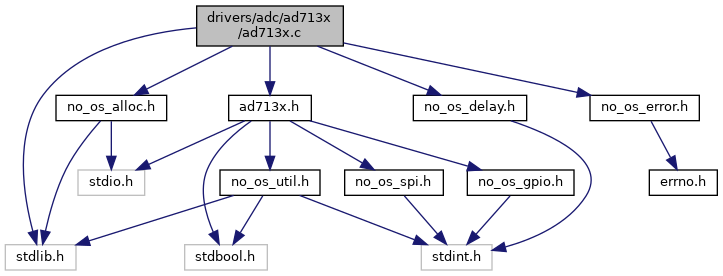 drivers/adc/ad713x
/ad713x.c
no_os_alloc.h
ad713x.h
no_os_delay.h
no_os_error.h
stdio.h
no_os_util.h
no_os_spi.h
no_os_gpio.h
errno.h
stdlib.h
stdbool.h
stdint.h